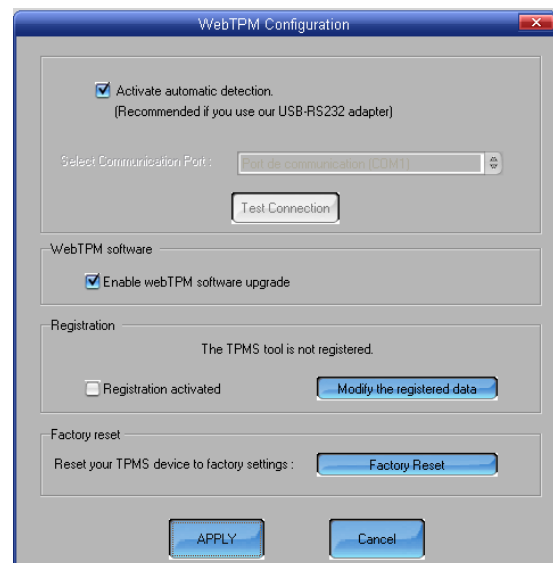 WebTPM Configuration
Activate automatic detection.
(Recommended if you use our USB-RS232 adapter)
Select Communication Port :
Port de communication (COM1)
Test Connection
WebTPM software
Enable webTPM software upgrade
Registration
The TPMS tool is not registered.
Registration activated
Modify the registered data
Factory reset
Reset your TPMS device to factory settings :
Factory Reset
APPLY
Cancel